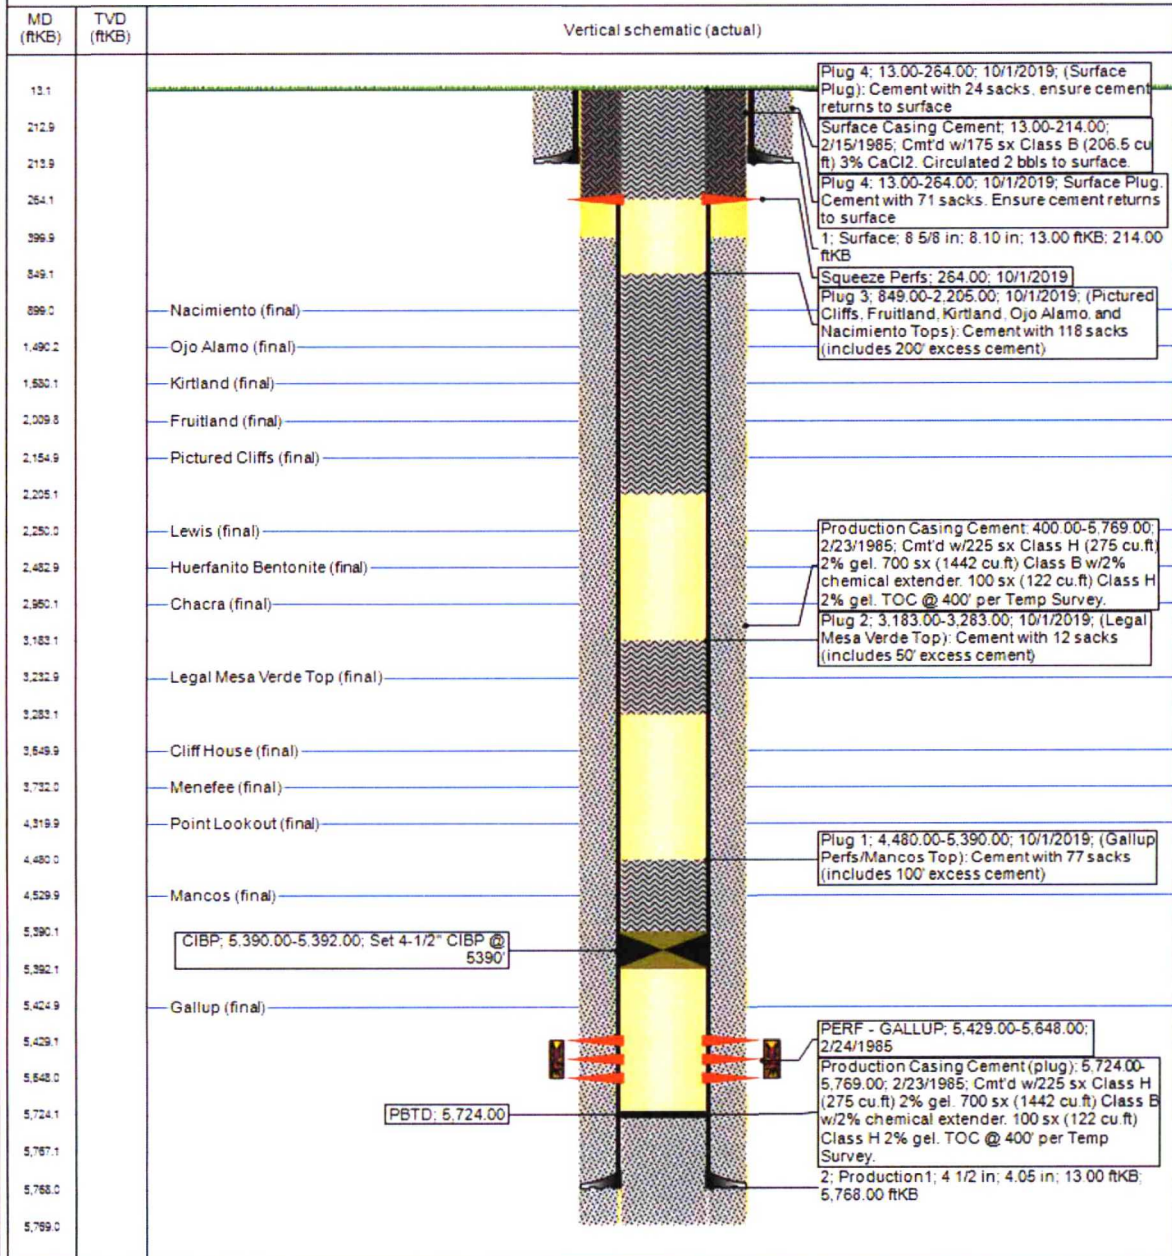 MD
(ftKB)
TVD
(ftKB)
Vertical schematic (actual)
13.1
212.9
213.9
264.1
399.9
849.1
899.0
1,490.2
2,009.8
2,154.9
2,205.1
2,250.0
2,482.9
2,950.1
3,183.1
3,232.9
3,283.1
3,549.9
3,732.0
4,319.9
4,480.0
4,529.9
5,390.1
5,392.1
5,424.9
5,429.1
5,648.0
5,724.1
5,767.1
5,768.0
5,769.0
Nacimiento (final)
Ojo Alamo (final)
Kirtland (final)
Fruitland (final)
Pictured Cliffs (final)
Lewis (final)
Huerfanito Bentonite (final)
Chacra (final)
Legal Mesa Verde Top (final)
Cliff House (final)
Menefee (final)
Point Lookout (final)
Mancos (final)
Gallup (final)
CIBP; 5,390.00-5,392.00; Set 4-1/2" CIBP @
5390'
PBTD; 5,724.00
Plug 4; 13.00-264.00; 10/1/2019; (Surface
Plug): Cement with 24 sacks, ensure cement
returns to surface
Surface Casing Cement; 13.00-214.00;
2/15/1985; Cmt'd w/175 sx Class B (206.5 cu
ft) 3% CaCl2. Circulated 2 bbls to surface.
Plug 4; 13.00-264.00; 10/1/2019; Surface Plug.
Cement with 71 sacks. Ensure cement returns
to surface
1; Surface; 8 5/8 in; 8.10 in; 13.00 ftKB; 214.00
ftKB
Squeeze Perfs; 264.00; 10/1/2019
Plug 3; 849.00-2,205.00; 10/1/2019; (Pictured
Cliffs, Fruitland, Kirtland, Ojo Alamo, and
Nacimiento Tops): Cement with 118 sacks
(includes 200' excess cement)
Production Casing Cement; 400.00-5,769.00;
2/23/1985; Cmt'd w/225 sx Class H (275 cu.ft)
2% gel. 700 sx (1442 cu.ft) Class B w/2%
chemical extender. 100 sx (122 cu.ft) Class H
2% gel. TOC @ 400' per Temp Survey.
Plug 2; 3,183.00-3,283.00; 10/1/2019; (Legal
Mesa Verde Top): Cement with 12 sacks
(includes 50' excess cement)
Plug 1; 4,480.00-5,390.00; 10/1/2019; (Gallup
Perfs/Mancos Top): Cement with 77 sacks
(includes 100' excess cement)
PERF - GALLUP; 5,429.00-5,648.00;
2/24/1985
Production Casing Cement (plug); 5,724.00-
5,769.00; 2/23/1985; Cmt'd w/225 sx Class H
(275 cu.ft) 2% gel. 700 sx (1442 cu.ft) Class B
w/2% chemical extender. 100 sx (122 cu.ft)
Class H 2% gel. TOC @ 400' per Temp
Survey.
2; Production1; 4 1/2 in; 4.05 in; 13.00 ftKB;
5,768.00 ftKB